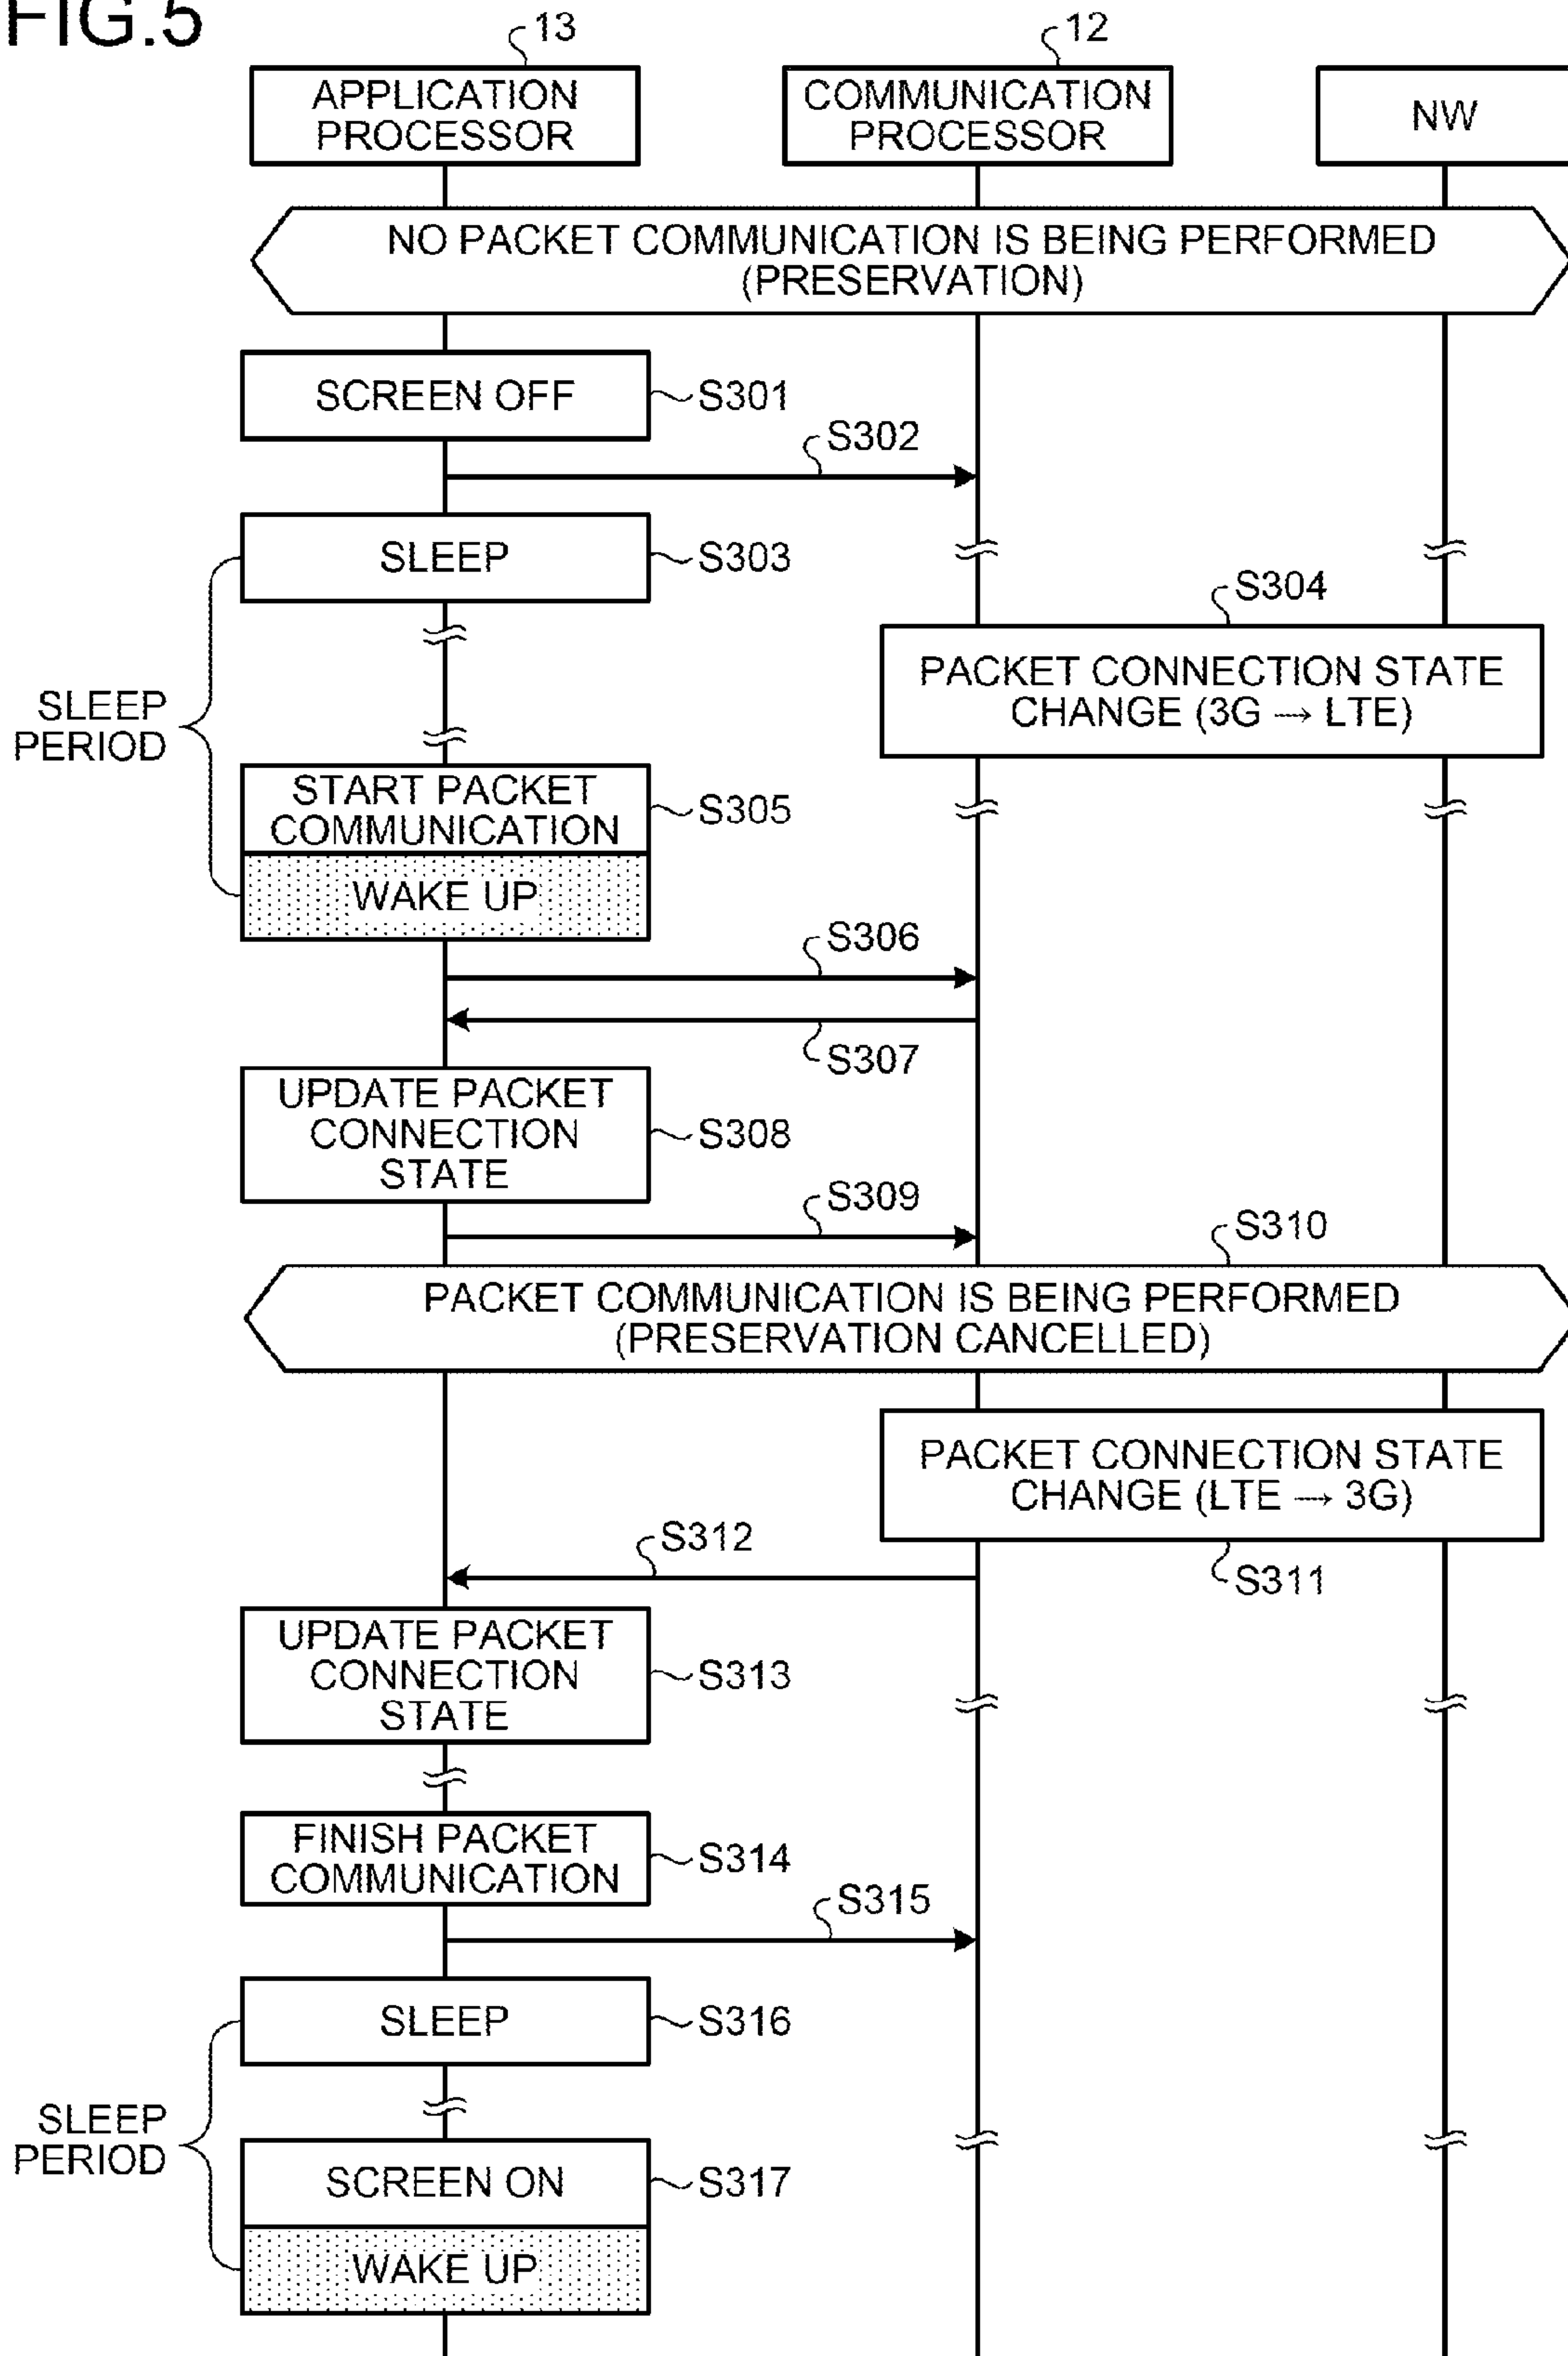 FIG.5
13
12
APPLICATION
PROCESSOR
COMMUNICATION
PROCESSOR
NW
NO PACKET COMMUNICATION IS BEING PERFORMED
(PRESERVATION)
SCREEN OFF
S301
S302
SLEEP
S303
S304
PACKET CONNECTION STATE
CHANGE (3G → LTE)
SLEEP
PERIOD
START PACKET
COMMUNICATION
S305
WAKE UP
S306
S307
UPDATE PACKET
CONNECTION
STATE
S308
S309
S310
PACKET COMMUNICATION IS BEING PERFORMED
(PRESERVATION CANCELLED)
PACKET CONNECTION STATE
CHANGE (LTE → 3G)
S311
S312
UPDATE PACKET
CONNECTION
STATE
S313
FINISH PACKET
COMMUNICATION
S314
S315
SLEEP
S316
SLEEP
PERIOD
SCREEN ON
S317
WAKE UP